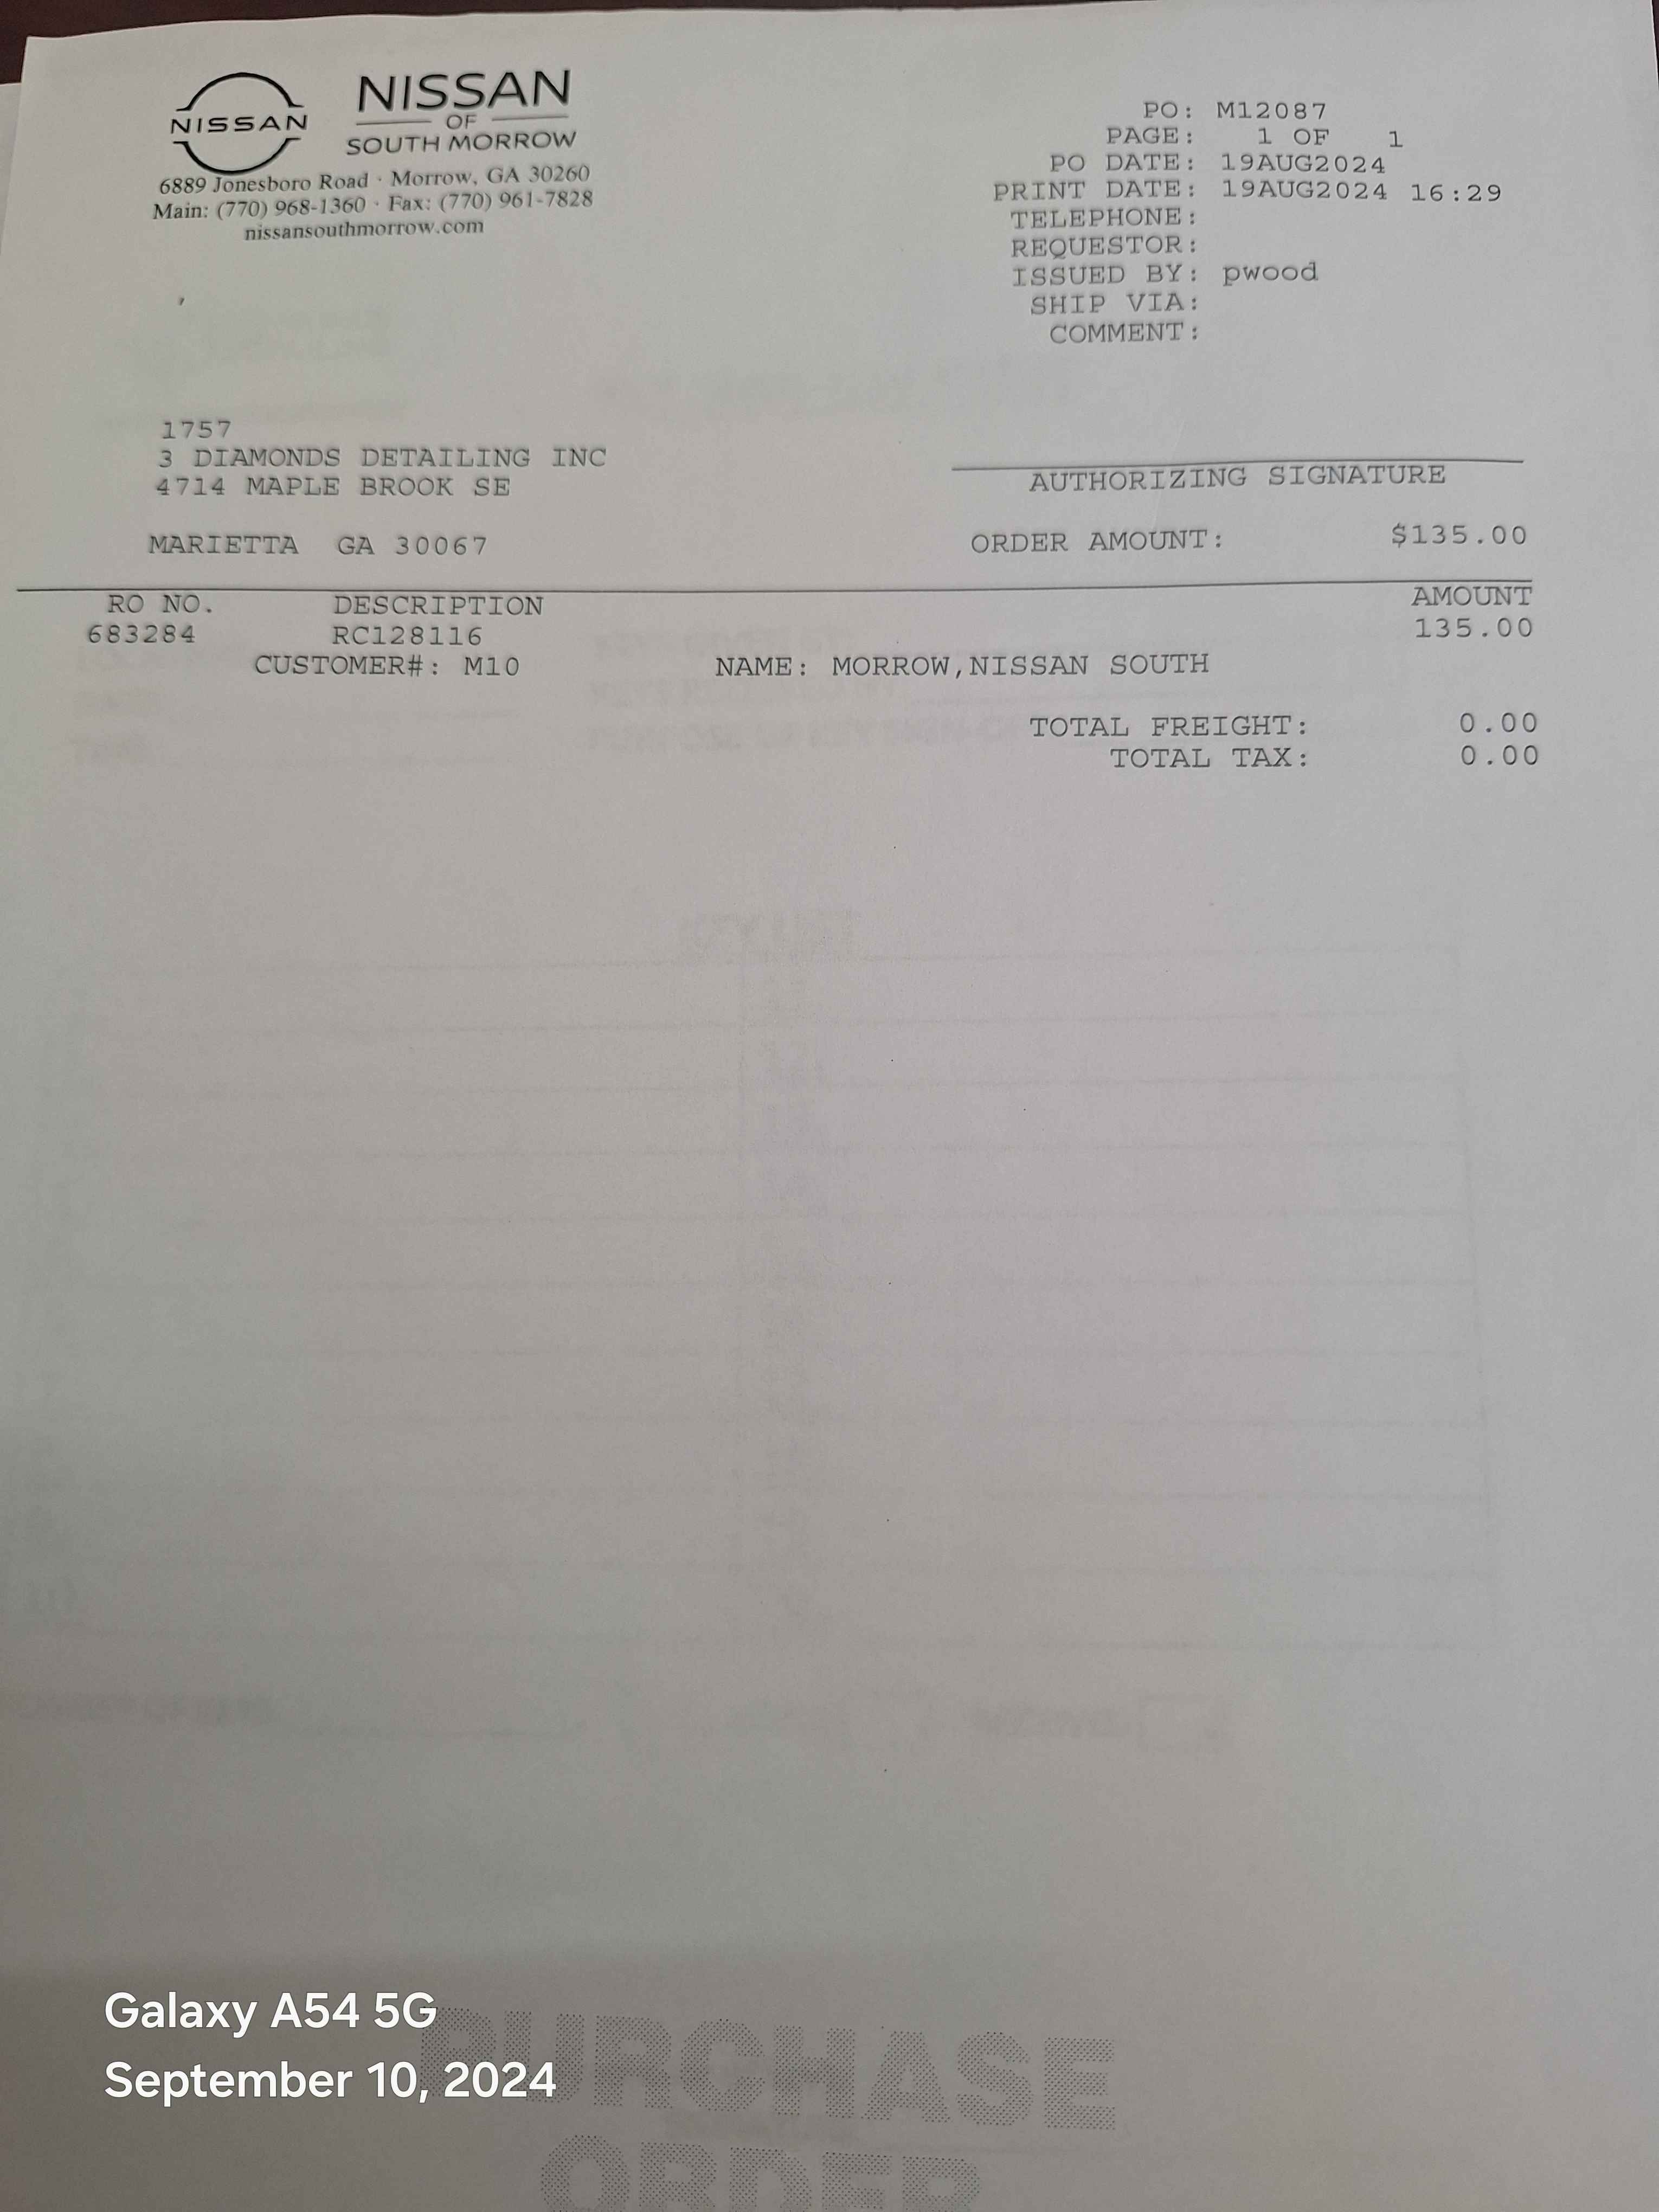 NISSAN
NISSAN
OF
SOUTH MORROW
6889 Jonesboro Road · Morrow, GA 30260
Main: (770) 968-1360 · Fax: (770) 961-7828
nissansouthmorrow.com
PO: M12087
PAGE: 1 OF 1
PO DATE: 19AUG2024
PRINT DATE: 19AUG2024 16:29
TELEPHONE:
REQUESTOR:
ISSUED BY: pwood
SHIP VIA:
COMMENT:
,
1757
3 DIAMONDS DETAILING INC
4714 MAPLE BROOK SE
MARIETTA GA 30067
AUTHORIZING SIGNATURE
ORDER AMOUNT: $135.00
RO NO. DESCRIPTION AMOUNT
683284 RC128116 135.00
CUSTOMER#: M10 NAME: MORROW,NISSAN SOUTH
TOTAL FREIGHT: 0.00
TOTAL TAX: 0.00
Galaxy A54 5G
September 10, 2024
PURCHASE
ORDER